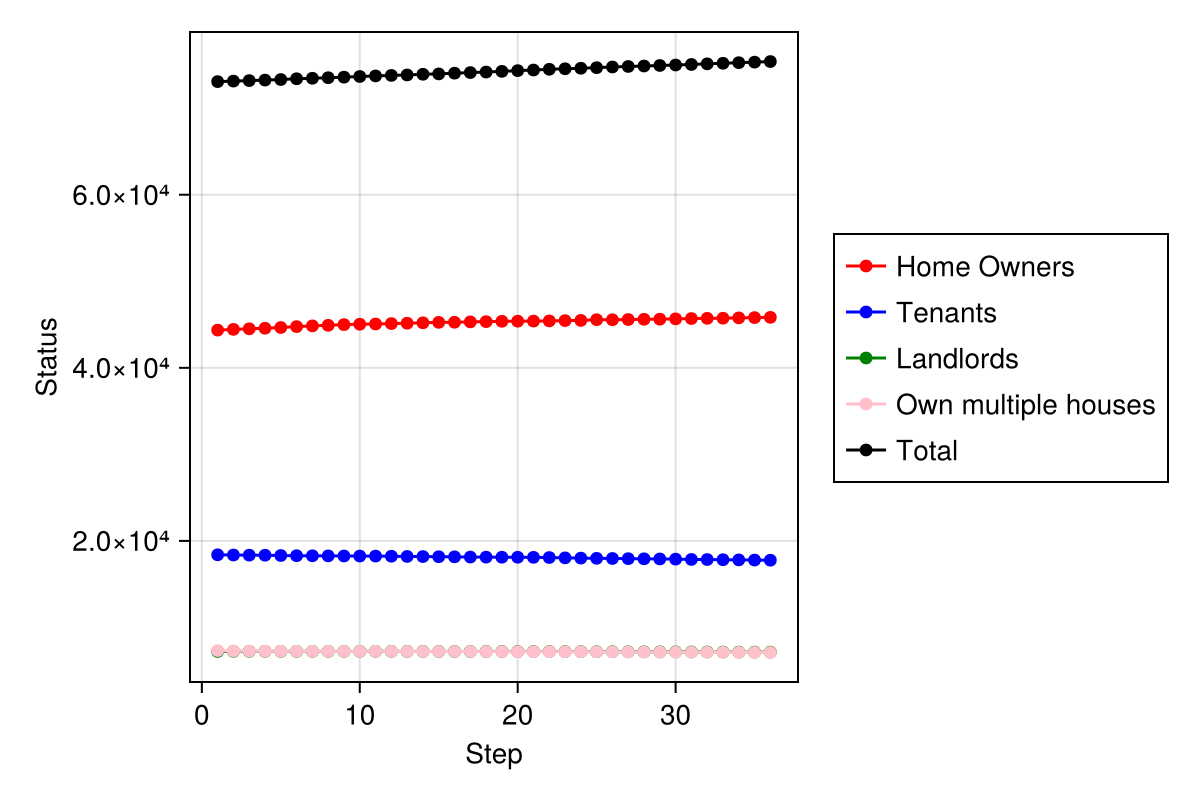 6.0×10⁴
4.0×10⁴
2.0×10⁴
Status
0 10 20 30
Step
Home Owners
Tenants
Landlords
Own multiple houses
Total